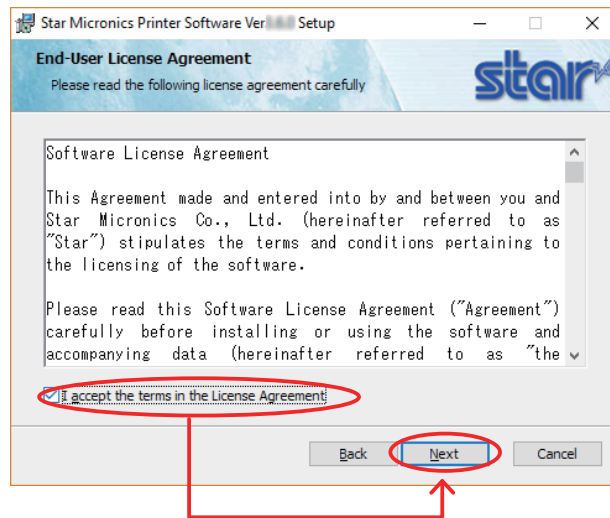 Star Micronics Printer Software Ver Setup
End-User License Agreement
Please read the following license agreement carefully
star
Software License Agreement
This Agreement made and entered into by and between you and
Star Micronics Co., Ltd. (hereinafter referred to as
"Star") stipulates the terms and conditions pertaining to
the licensing of the software.
Please read this Software License Agreement ("Agreement")
carefully before installing or using the software and
accompanying data (hereinafter referred to as "the
I accept the terms in the License Agreement
Back Next Cancel